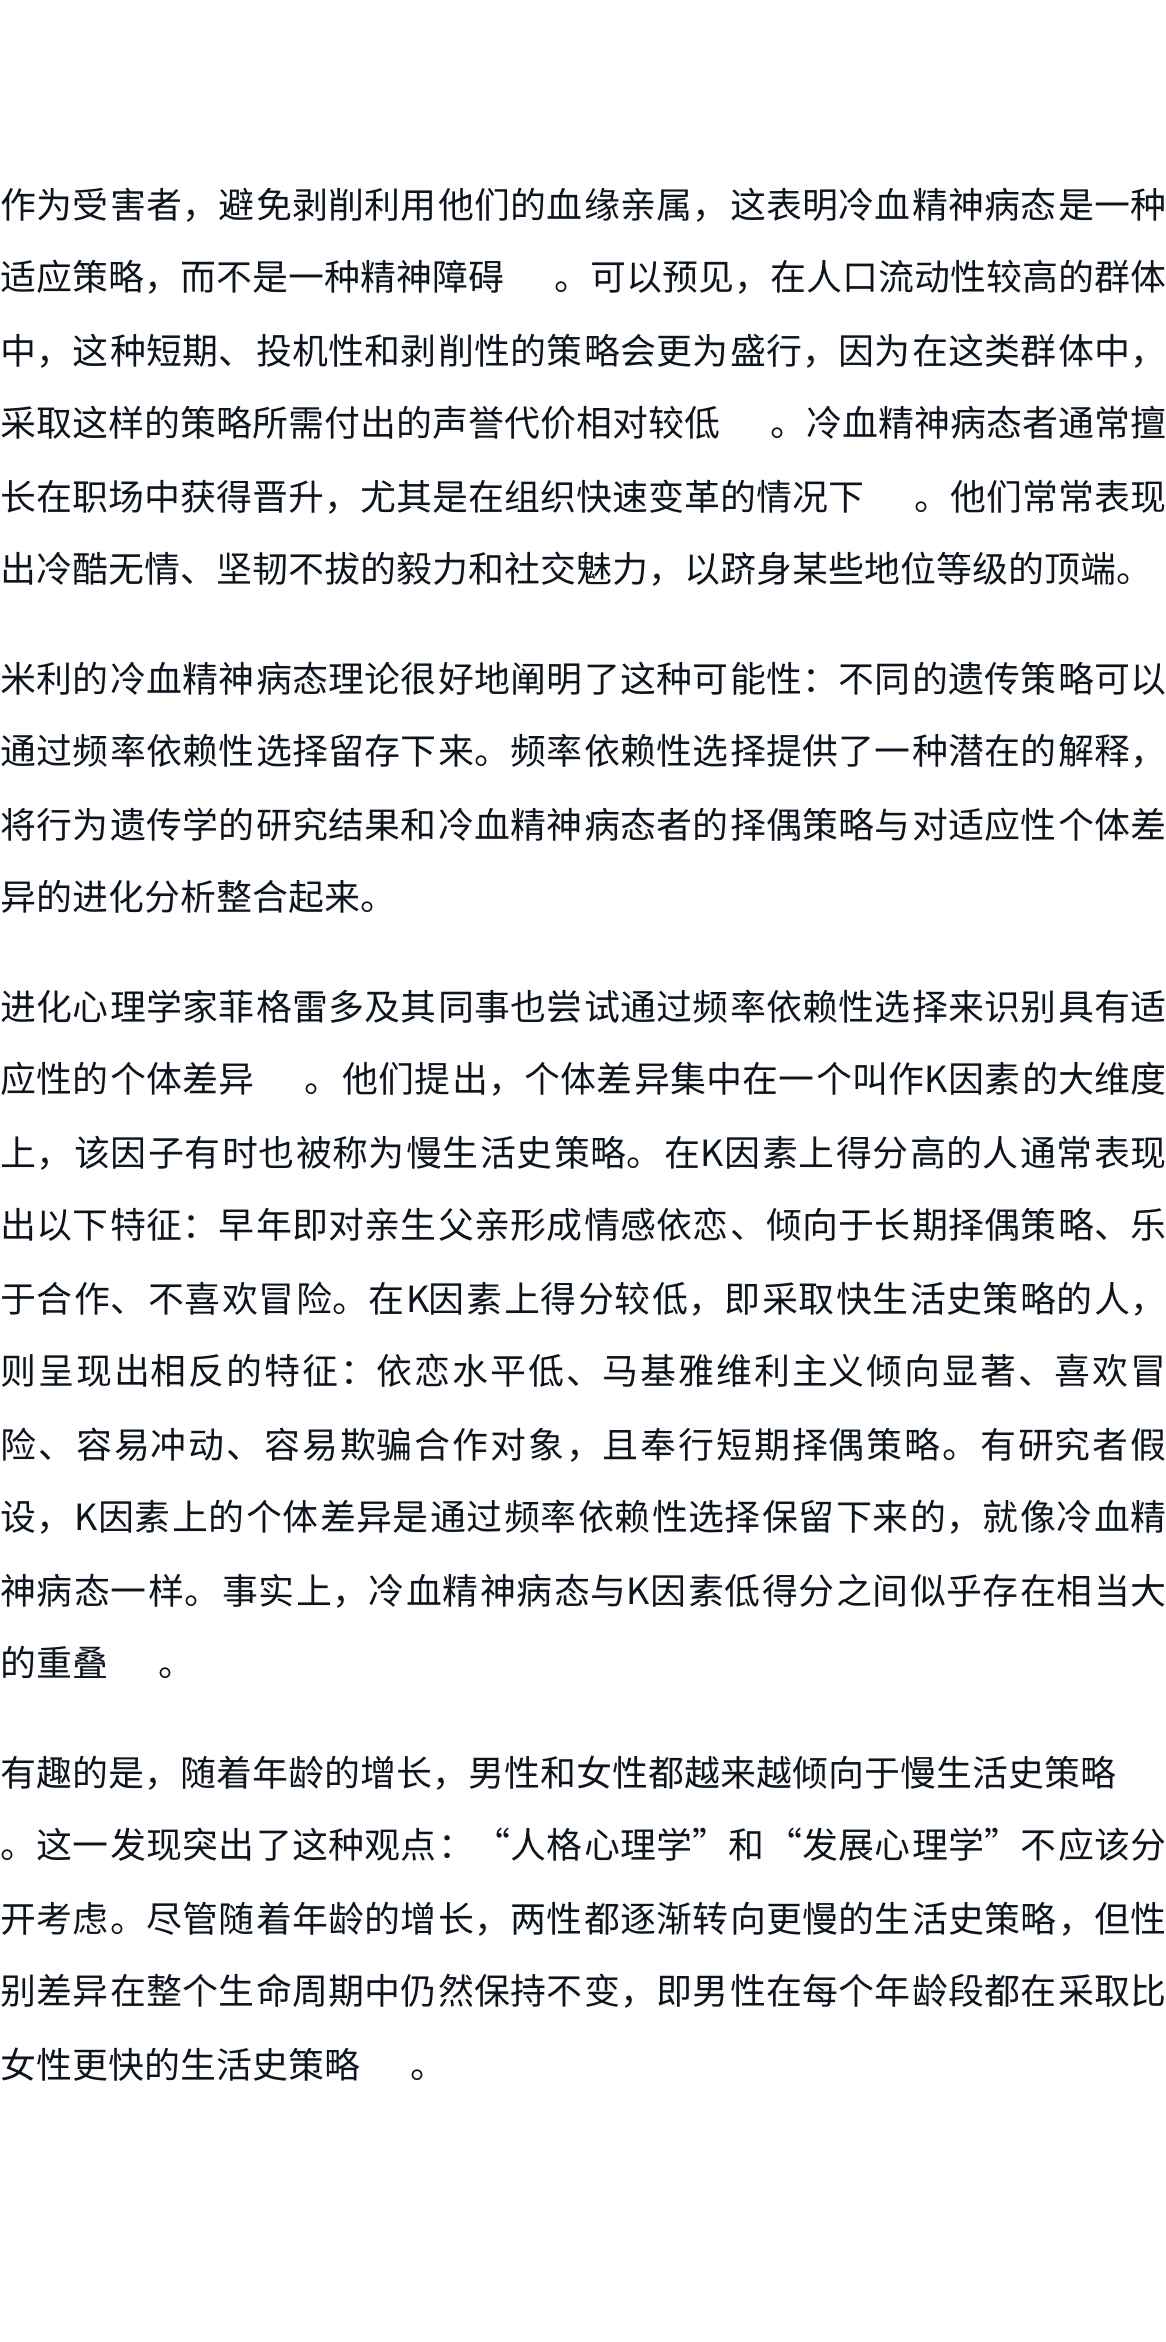 作为受害者，避免剥削利用他们的血缘亲属，这表明冷血精神病态是一种
适应策略，而不是一种精神障碍 。可以预见，在人口流动性较高的群体
中，这种短期、投机性和剥削性的策略会更为盛行，因为在这类群体中，
采取这样的策略所需付出的声誉代价相对较低 。冷血精神病态者通常擅
长在职场中获得晋升，尤其是在组织快速变革的情况下 。他们常常表现
出冷酷无情、坚韧不拔的毅力和社交魅力，以跻身某些地位等级的顶端。
米利的冷血精神病态理论很好地阐明了这种可能性：不同的遗传策略可以
通过频率依赖性选择留存下来。频率依赖性选择提供了一种潜在的解释，
将行为遗传学的研究结果和冷血精神病态者的择偶策略与对适应性个体差
异的进化分析整合起来。
进化心理学家菲格雷多及其同事也尝试通过频率依赖性选择来识别具有适
应性的个体差异 。他们提出，个体差异集中在一个叫作K因素的大维度
上，该因子有时也被称为慢生活史策略。在K因素上得分高的人通常表现
出以下特征：早年即对亲生父亲形成情感依恋、倾向于长期择偶策略、乐
于合作、不喜欢冒险。在K因素上得分较低，即采取快生活史策略的人，
则呈现出相反的特征：依恋水平低、马基雅维利主义倾向显著、喜欢冒
险、容易冲动、容易欺骗合作对象，且奉行短期择偶策略。有研究者假
设，K因素上的个体差异是通过频率依赖性选择保留下来的，就像冷血精
神病态一样。事实上，冷血精神病态与K因素低得分之间似乎存在相当大
的重叠 。
有趣的是，随着年龄的增长，男性和女性都越来越倾向于慢生活史策略
。这一发现突出了这种观点：“人格心理学”和“发展心理学”不应该分
开考虑。尽管随着年龄的增长，两性都逐渐转向更慢的生活史策略，但性
别差异在整个生命周期中仍然保持不变，即男性在每个年龄段都在采取比
女性更快的生活史策略 。